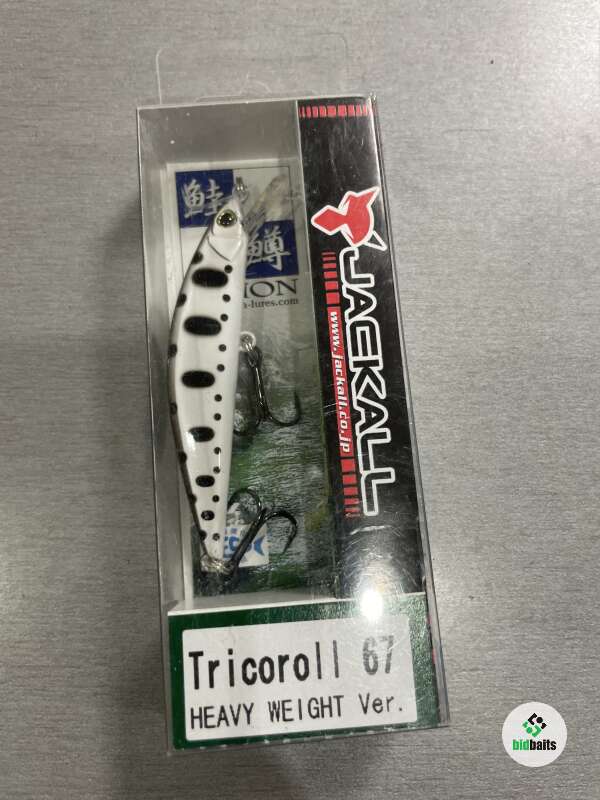 鮭
鱒
ION
-lures.com
JACKALL
www.jackall.co.jp
Tricoroll 67
HEAVY WEIGHT Ver.
bidbaits